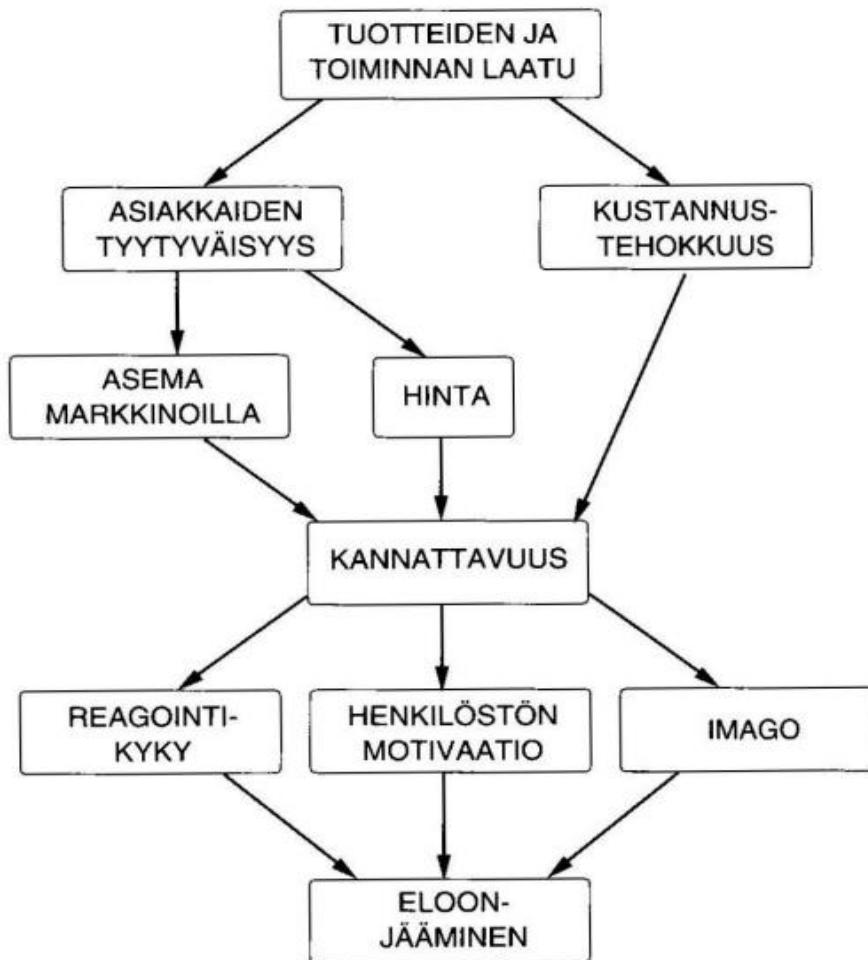 TUOTTEIDEN JA
TOIMINNAN LAATU
ASIAKKAIDEN
TYYTYVÄISYYS
KUSTANNUS-
TEHOKKUUS
ASEMA
MARKKINOILLA
HINTA
KANNATTAVUUS
REAGOINTI-
KYKY
HENKILÖSTÖN
MOTIVAATIO
IMAGO
ELOON-
JÄÄMINEN